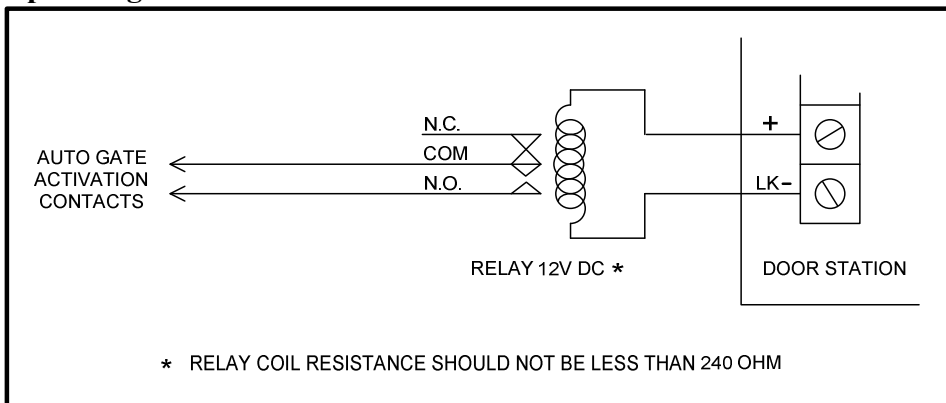 N.C.
COM
N.O.
AUTO GATE
ACTIVATION
CONTACTS
+
LK-
RELAY 12V DC *
DOOR STATION
* RELAY COIL RESISTANCE SHOULD NOT BE LESS THAN 240 OHM